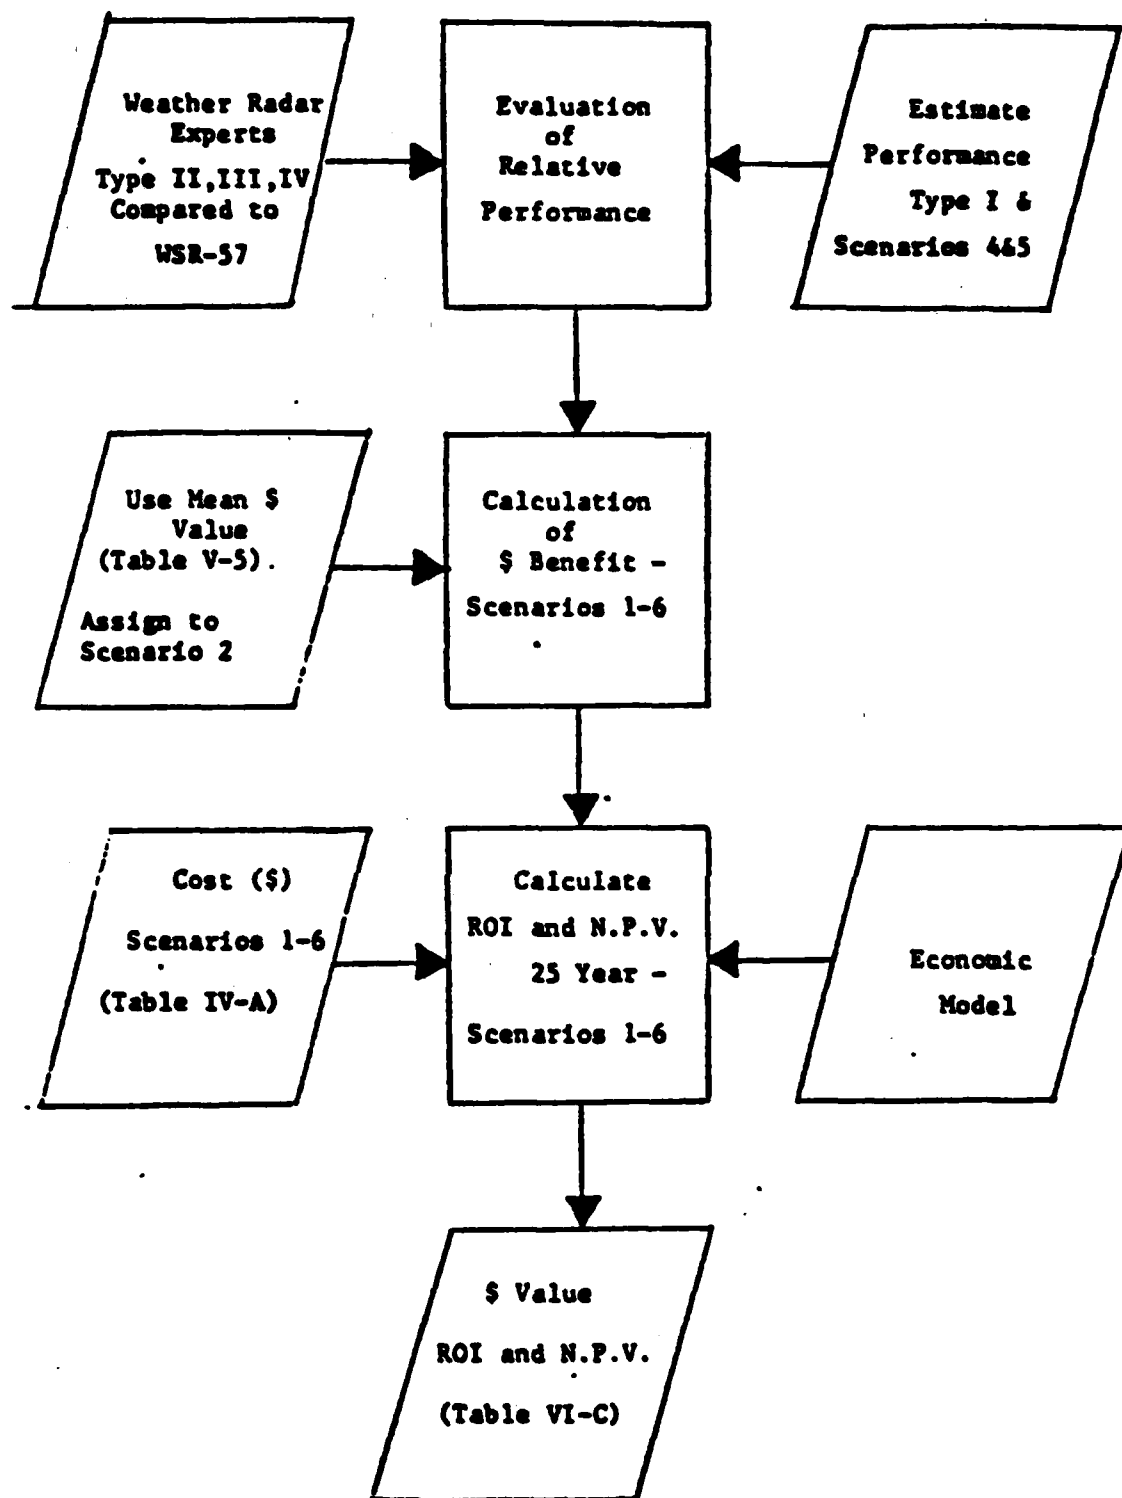 Weather Radar
Experts
Type II,III,IV
Compared to
WSR-57
Evaluation
of
Relative
Performance
Estimate
Performance
Type I &
Scenarios 4&5
Use Mean $
Value
(Table V-5).
Assign to
Scenario 2
Calculation
of
$ Benefit -
Scenarios 1-6
Cost ($)
Scenarios 1-6
(Table IV-A)
Calculate
ROI and N.P.V.
25 Year -
Scenarios 1-6
Economic
Model
$ Value
ROI and N.P.V.
(Table VI-C)